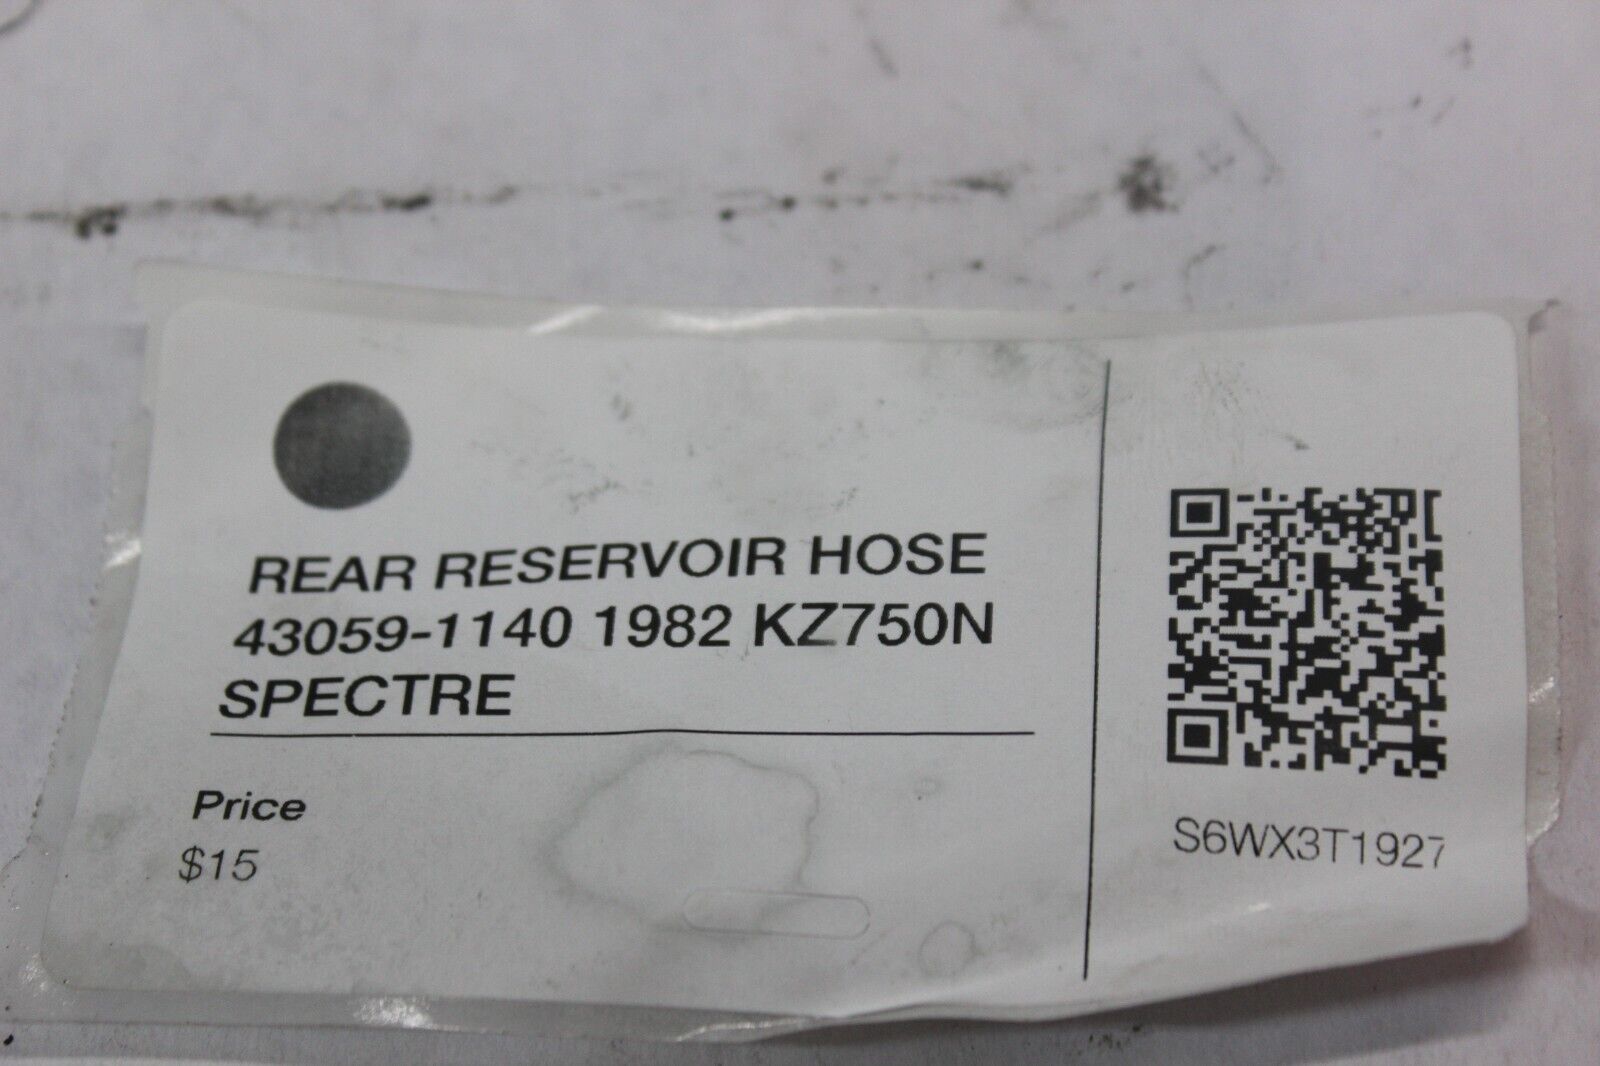 REAR RESERVOIR HOSE
43059-1140 1982 KZ750N
SPECTRE
Price
$15
S6WX3T1927